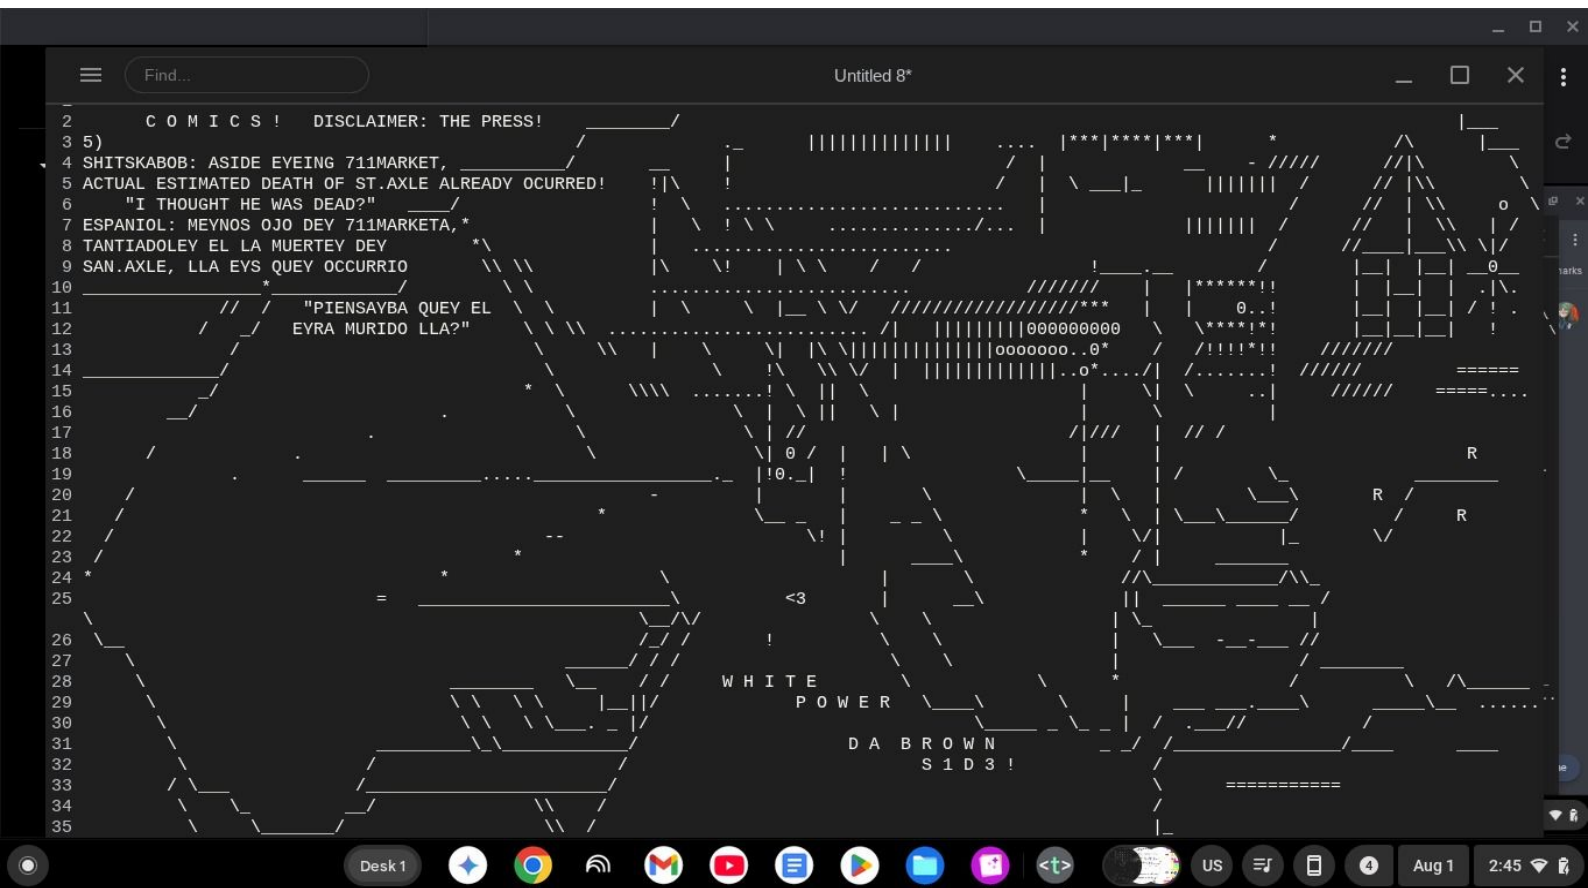 Find...
Untitled 8*
C O M I C S ! DISCLAIMER: THE PRESS!
5)
SHITSKABOB: ASIDE EYEING 711MARKET,
ACTUAL ESTIMATED DEATH OF ST.AXLE ALREADY OCURRED!
"I THOUGHT HE WAS DEAD?"
ESPANIOL: MEYNOS OJO DEY 711MARKETA,*
TANTIADOLEY EL LA MUERTEY DEY
SAN.AXLE, LLA EYS QUEY OCCURRIO
"PIENSAYBA QUEY EL
EYRA MURIDO LLA?"
R
R
R
<3
W H I T E
P O W E R
D A B R O W N
S 1 D 3 !
Desk 1
US
4
Aug 1
2:45